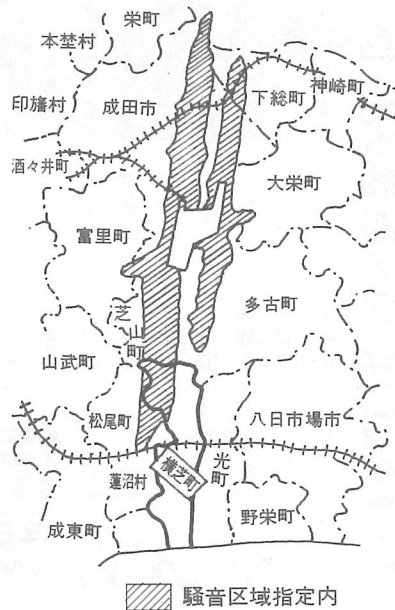 栄町
本埜村
印旛村
成田市
下総町
神崎町
酒々井町
大栄町
富里町
芝山町
多古町
山武町
松尾町
八日市場市
光町
横芝町
蓮沼村
成東町
野栄町
騒音区域指定内